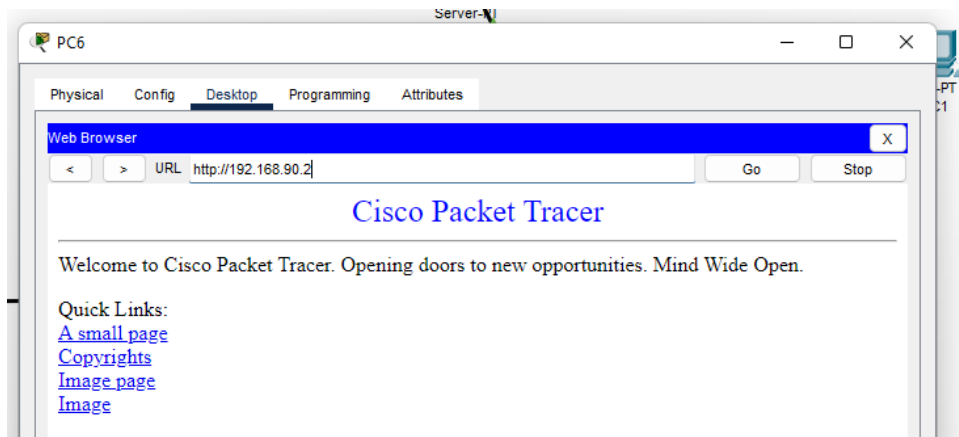 Server-
PC6
-PT
C1
Physical Config Desktop Programming Attributes
Web Browser X
< > URL http://192.168.90.2 Go Stop
Cisco Packet Tracer
Welcome to Cisco Packet Tracer. Opening doors to new opportunities. Mind Wide Open.
Quick Links:
A small page
Copyrights
Image page
Image